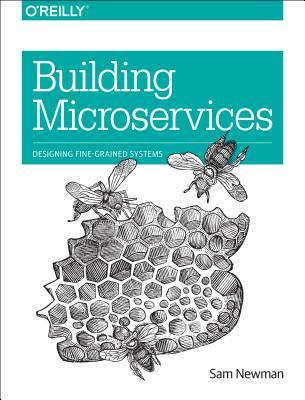 O'REILLY®
Building
Microservices
DESIGNING FINE-GRAINED SYSTEMS
Sam Newman